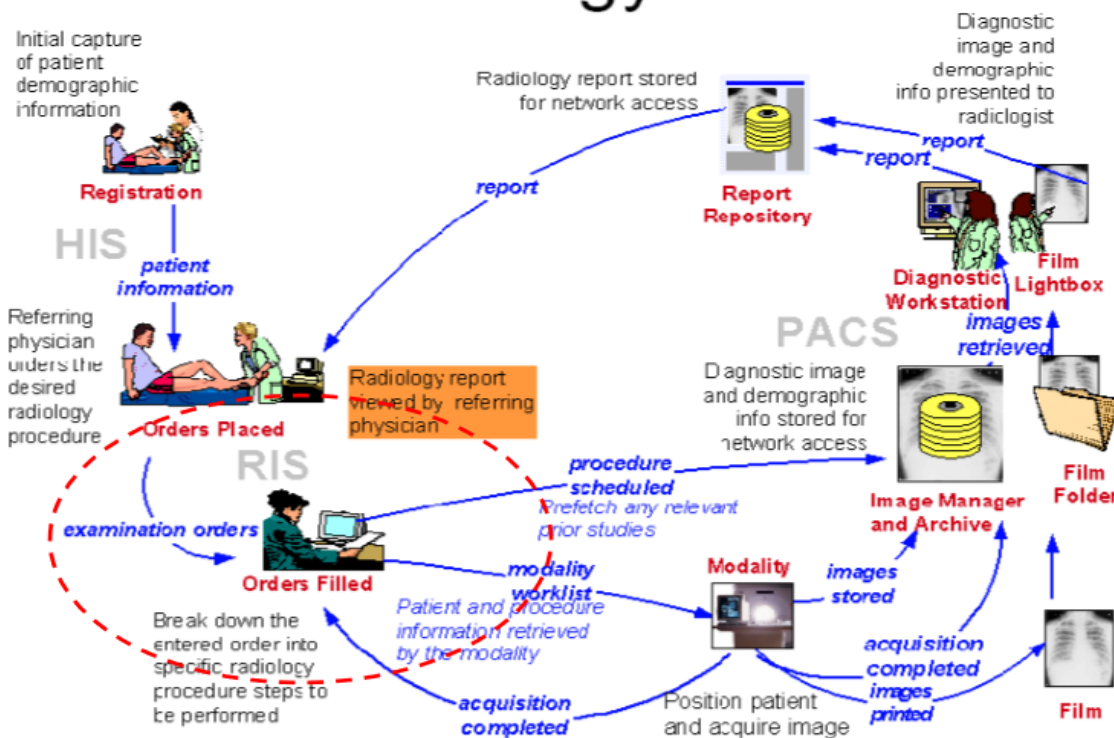 gy
Initial capture
of patient
demographic
information
Registration
HIS
patient
information
Referring
physician
orders the
desired
radiology
procedure
Orders Placed
Radiology report
viewed by referring
physician
RIS
examination orders
Orders Filled
Break down the
entered order into
specific radiology
procedure steps to
be performed
report
Radiology report stored
for network access
Report
Repository
report
report
Diagnostic
image and
demographic
info presented to
radiclogist
Diagnostic
Workstation
Film
Lightbox
PACS
images
retrieved
Diagnostic image
and demographic
info stored for
network access
Image Manager
and Archive
Film
Folder
procedure
scheduled
Prefetch any relevant
prior studies
modality
worklist
Patient and procedure
information retrieved
by the modality
Modality
images
stored
acquisition
completed
Position patient
and acquire image
acquisition
completed
images
printed
Film